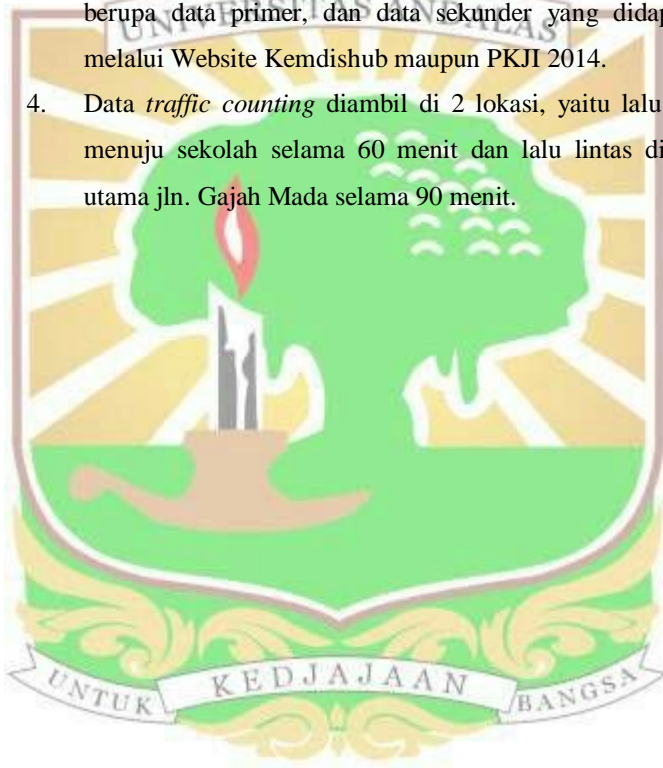 berupa data primer, dan data sekunder yang
UNIVERSITAS ANDALAS
melalui Website Kemdishub maupun PKJI 2014.
4. Data traffic counting diambil di 2 lokasi, yaitu lalu
menuju sekolah selama 60 menit dan lalu lintas di
utama jln. Gajah Mada selama 90 menit.
UNTUK KEDJAJAAN BANGSA